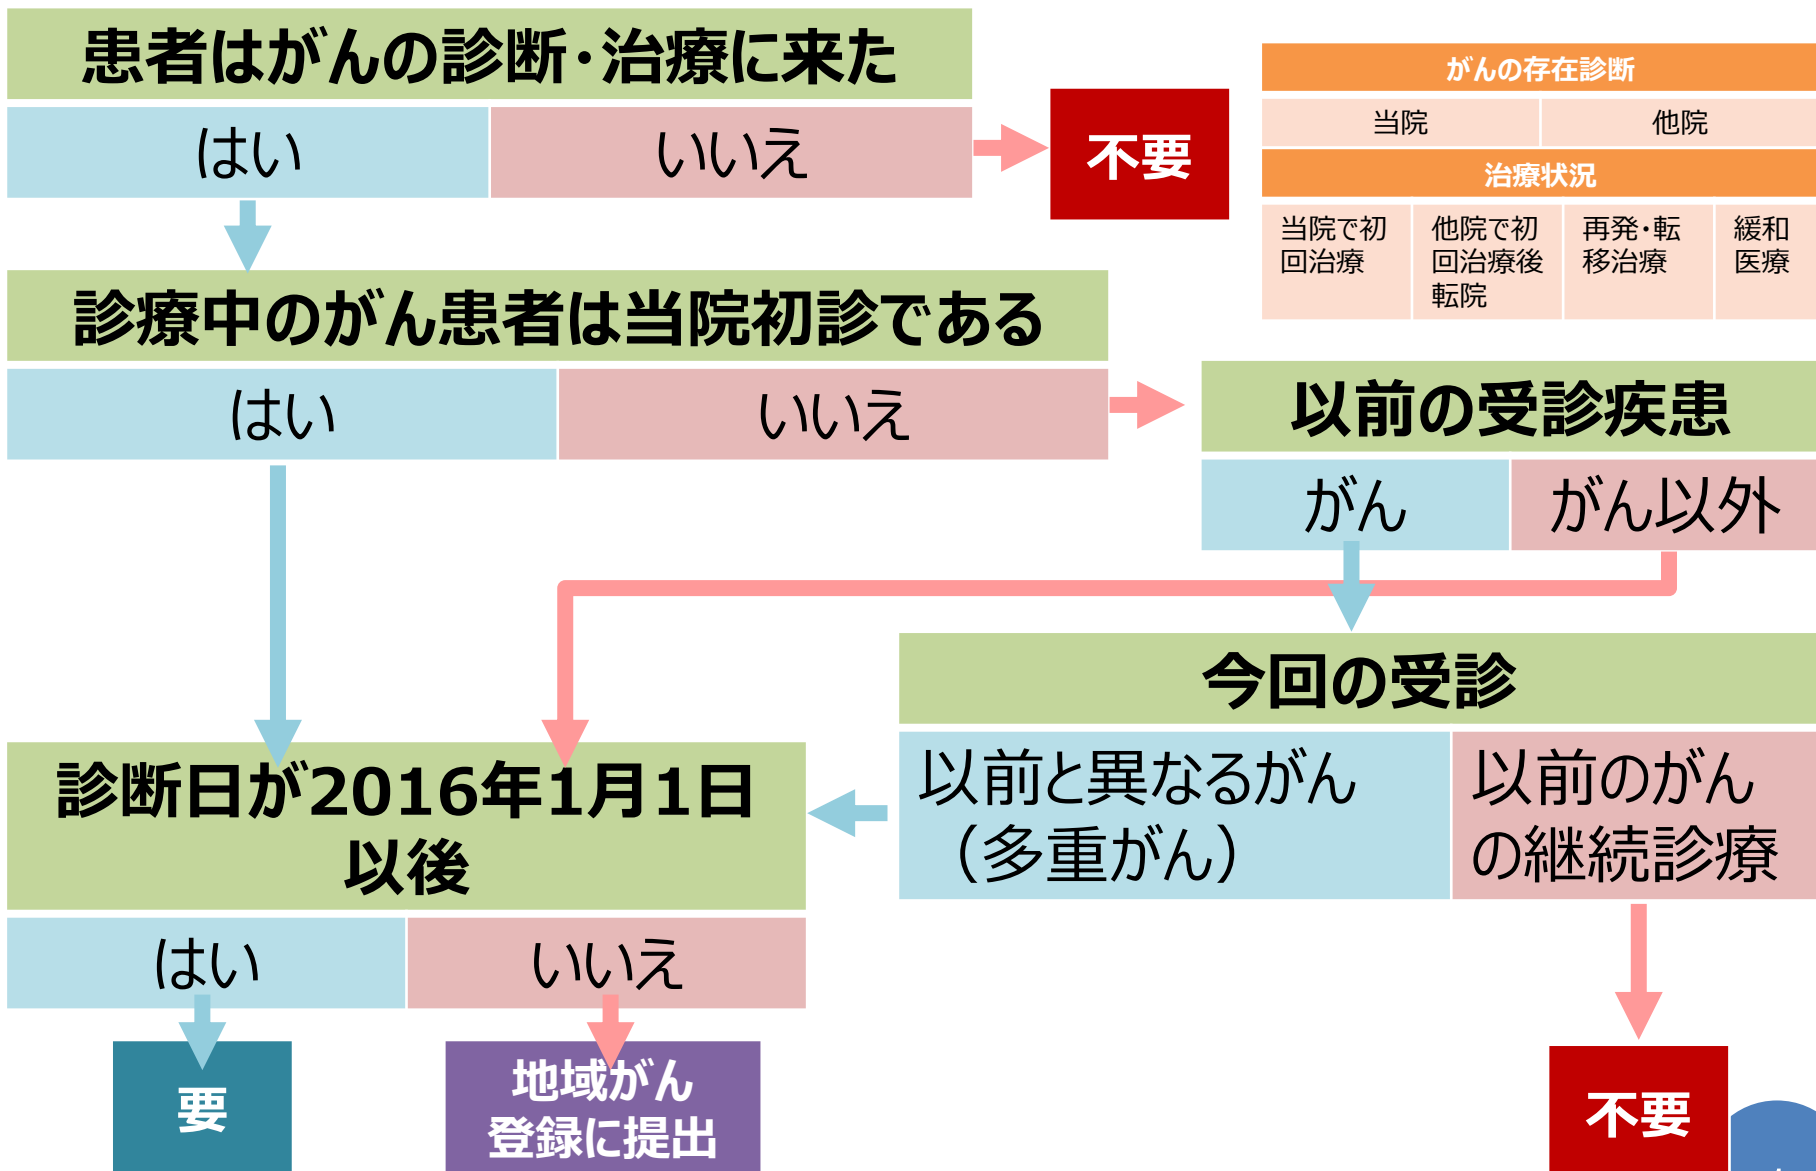 患者はがんの診断・治療に来た
はい
いいえ
不要
がんの存在診断
当院
他院
治療状況
当院で初
回治療
他院で初
回治療後
転院
再発・転
移治療
緩和
医療
診療中のがん患者は当院初診である
はい
いいえ
以前の受診疾患
がん
がん以外
今回の受診
以前と異なるがん
（多重がん）
以前のがん
の継続診療
診断日が2016年1月1日
以後
はい
いいえ
要
地域がん
登録に提出
不要